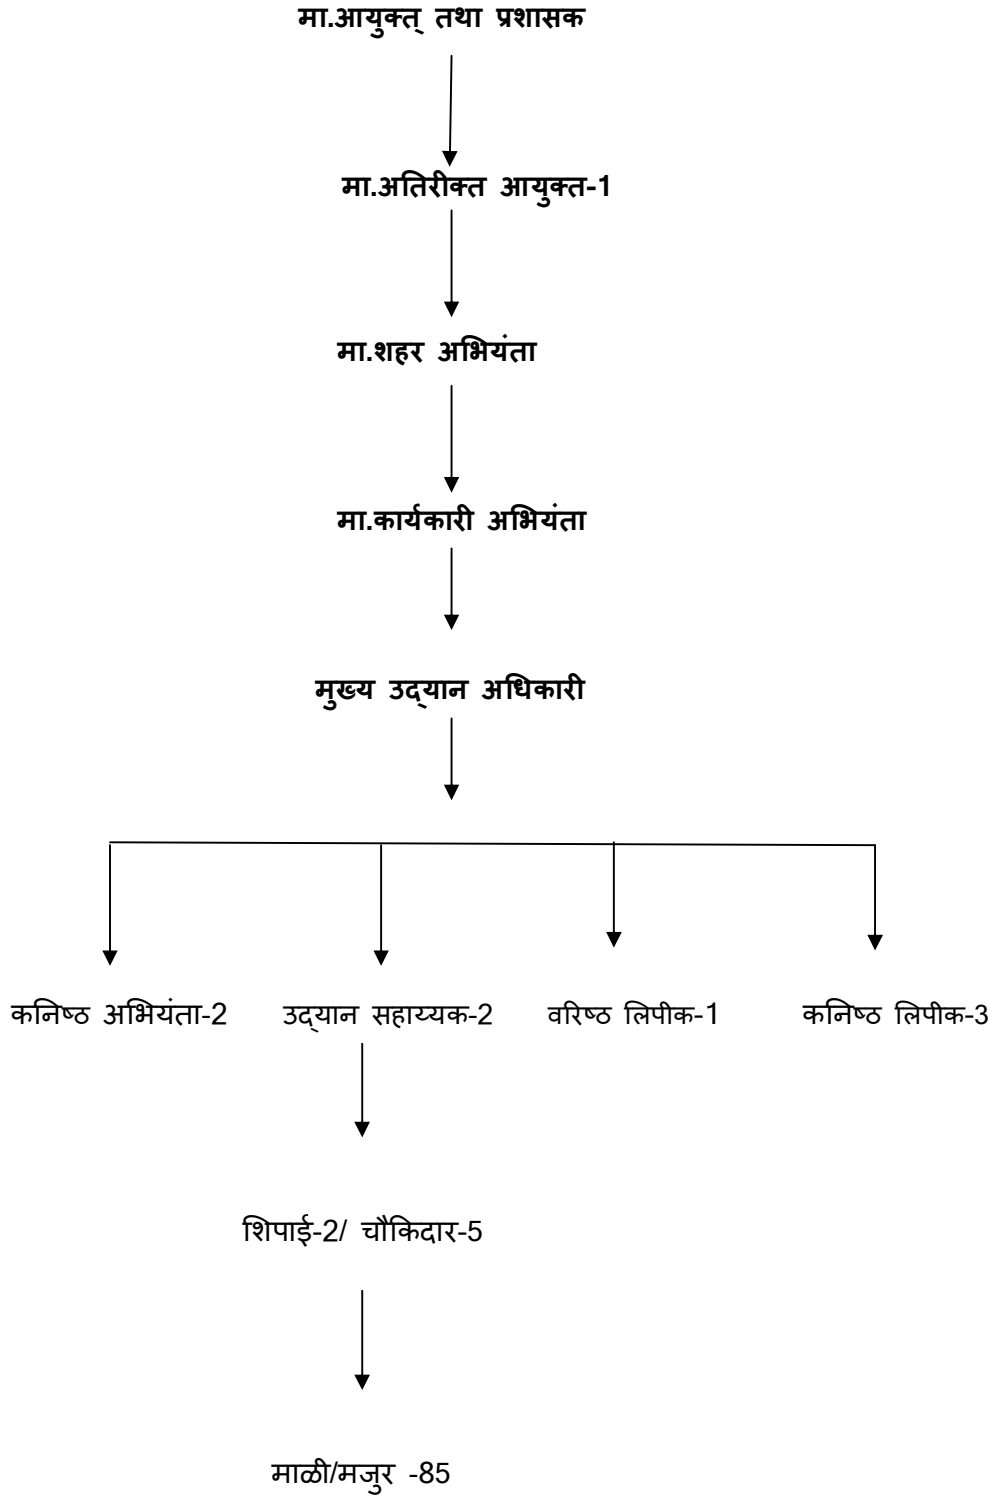 मा.आयुक्त् तथा प्रशासक
मा.अतिरीक्त आयुक्त-1
मा.शहर अभियंता
मा.कार्यकारी अभियंता
मुख्य उद्यान अधिकारी
कनिष्ठ अभियंता-2 उद्यान सहाय्यक-2 वरिष्ठ लिपीक-1 कनिष्ठ लिपीक-3
शिपाई-2/ चौकिदार-5
माळी/मजुर -85